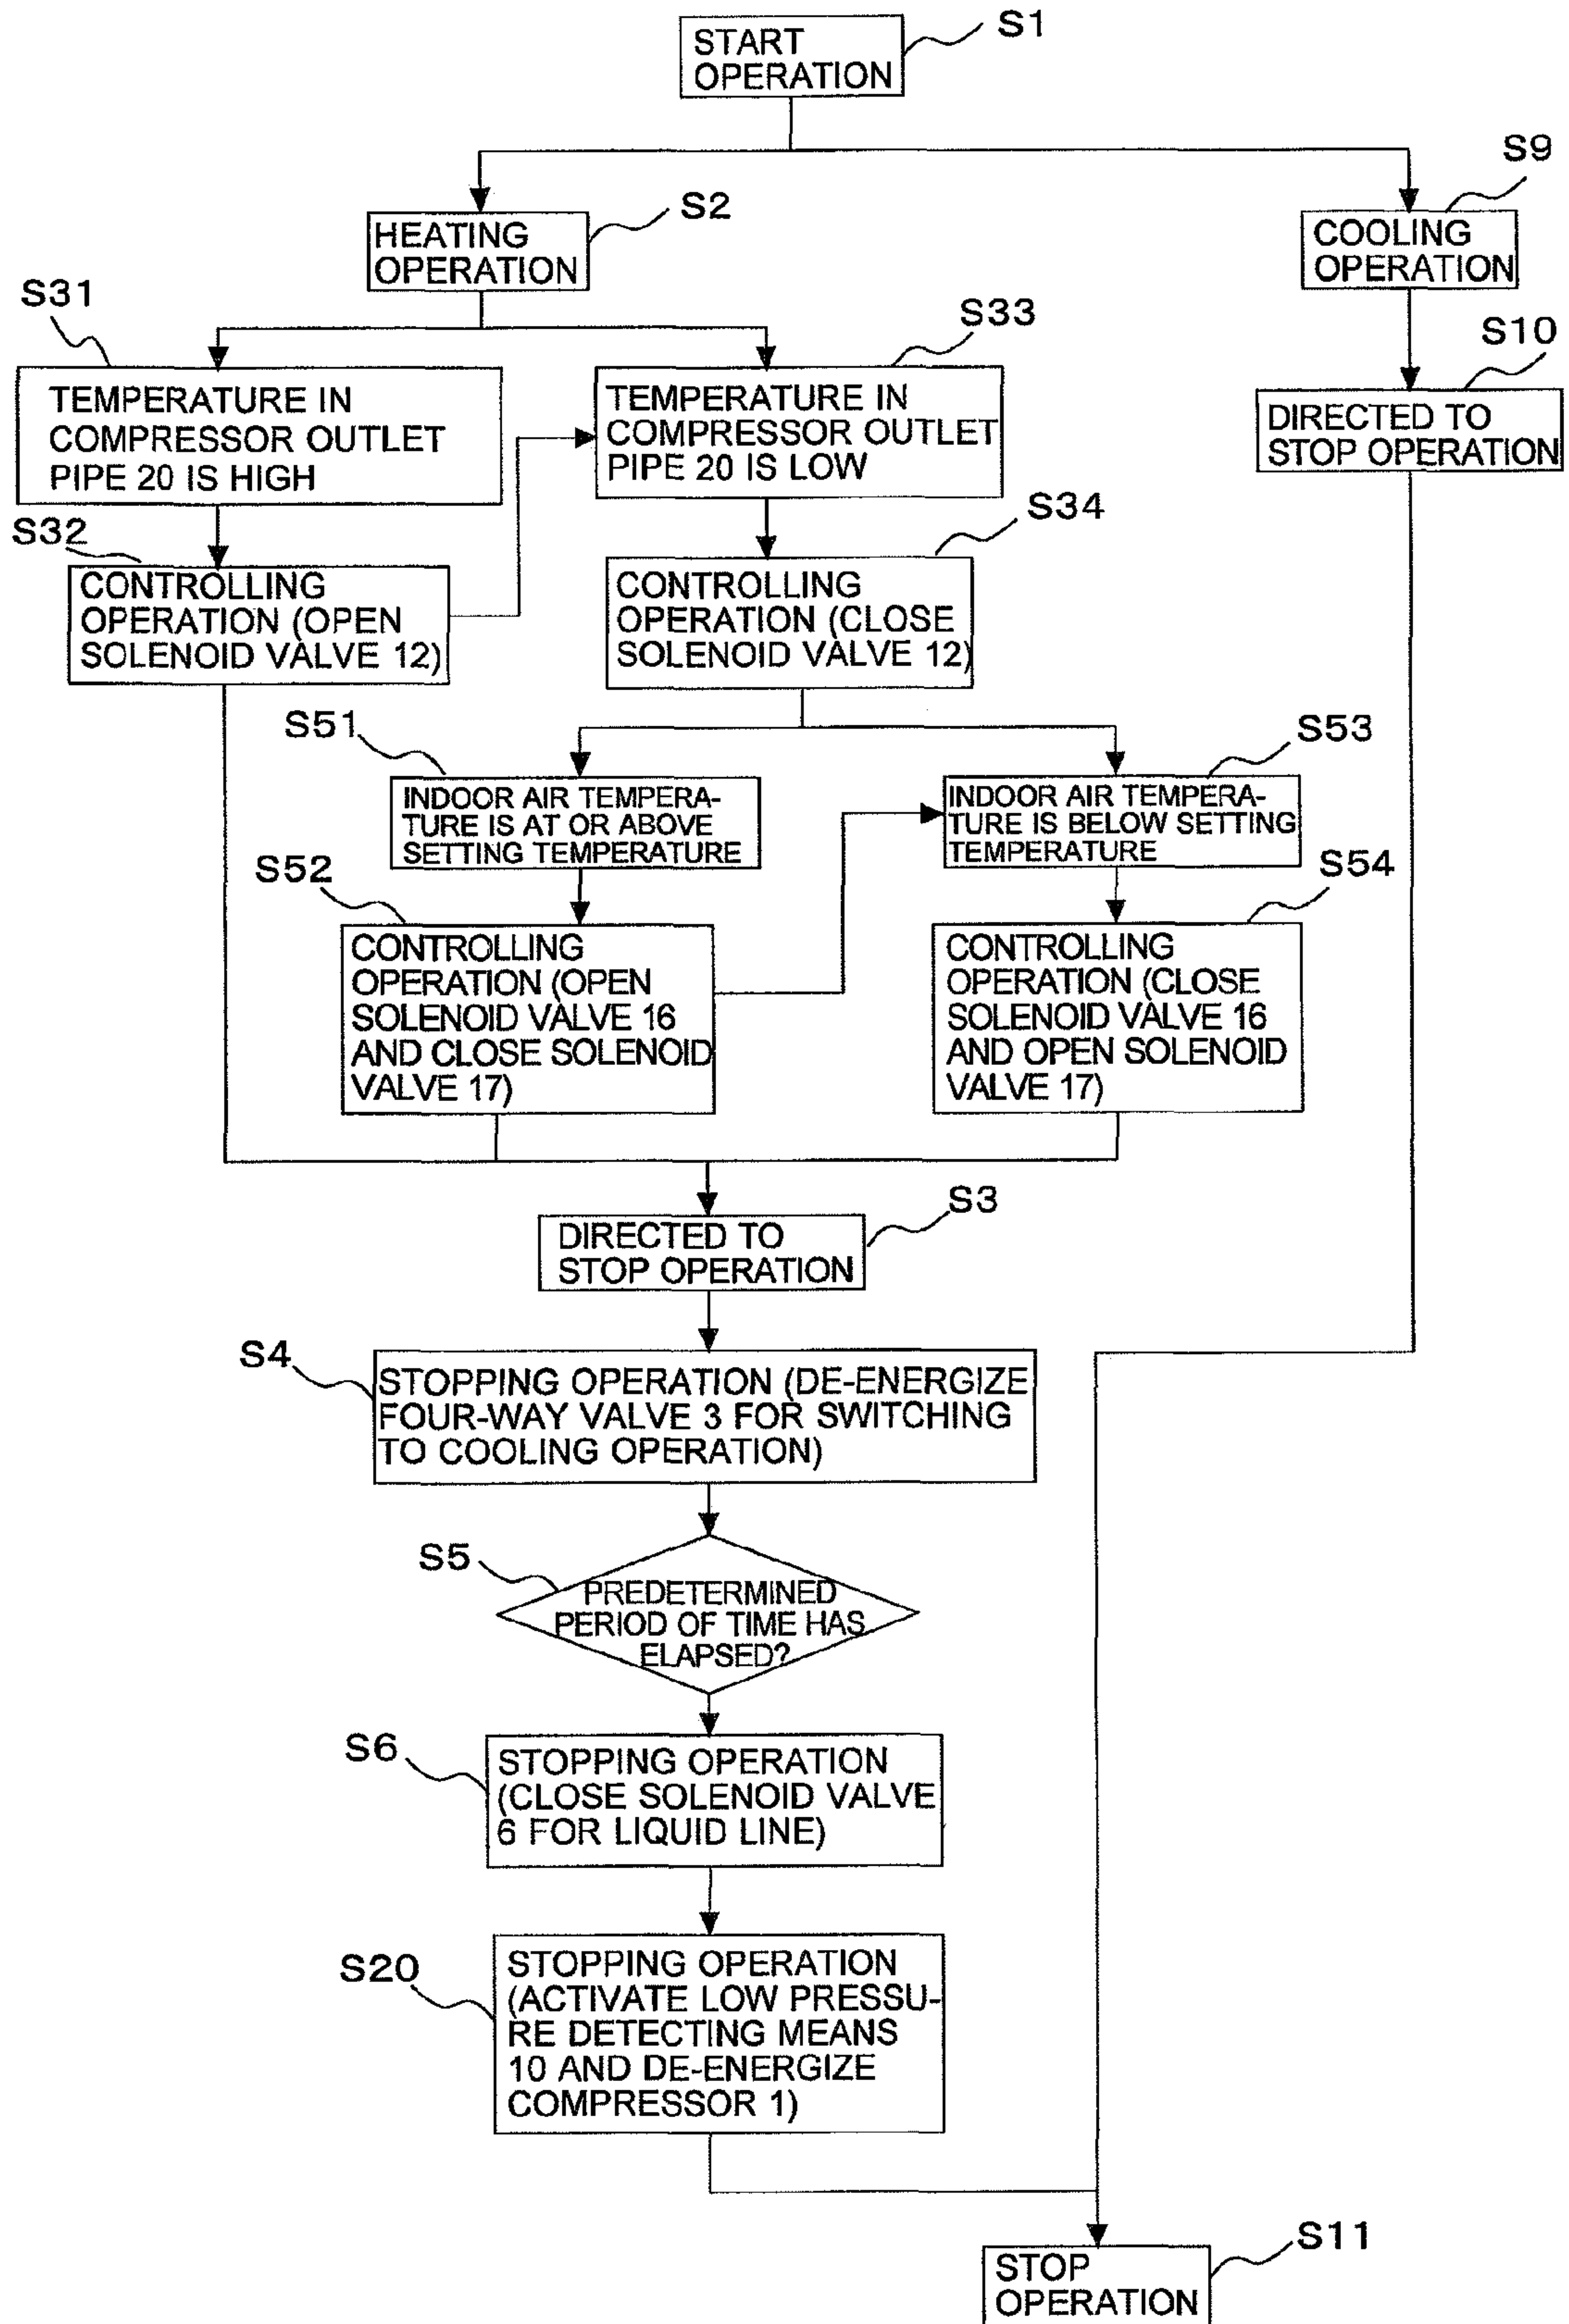 S1
START
OPERATION
S9
S2
HEATING
OPERATION
COOLING
OPERATION
S31
S33
S10
TEMPERATURE IN
COMPRESSOR OUTLET
PIPE 20 IS HIGH
TEMPERATURE IN
COMPRESSOR OUTLET
PIPE 20 IS LOW
DIRECTED TO
STOP OPERATION
S32
S34
CONTROLLING
OPERATION (OPEN
SOLENOID VALVE 12)
CONTROLLING
OPERATION (CLOSE
SOLENOID VALVE 12)
S51
S53
INDOOR AIR TEMPERA-
TURE IS AT OR ABOVE
SETTING TEMPERATURE
INDOOR AIR TEMPERA-
TURE IS BELOW SETTING
TEMPERATURE
S52
S54
CONTROLLING
OPERATION (OPEN
SOLENOID VALVE 16
AND CLOSE SOLENOID
VALVE 17)
CONTROLLING
OPERATION (CLOSE
SOLENOID VALVE 16
AND OPEN SOLENOID
VALVE 17)
S3
DIRECTED TO
STOP OPERATION
S4
STOPPING OPERATION (DE-ENERGIZE
FOUR-WAY VALVE 3 FOR SWITCHING
TO COOLING OPERATION)
S5
PREDETERMINED
PERIOD OF TIME HAS
ELAPSED?
S6
STOPPING OPERATION
(CLOSE SOLENOID VALVE
6 FOR LIQUID LINE)
S20
STOPPING OPERATION
(ACTIVATE LOW PRESSU-
RE DETECTING MEANS
10 AND DE-ENERGIZE
COMPRESSOR 1)
S11
STOP
OPERATION